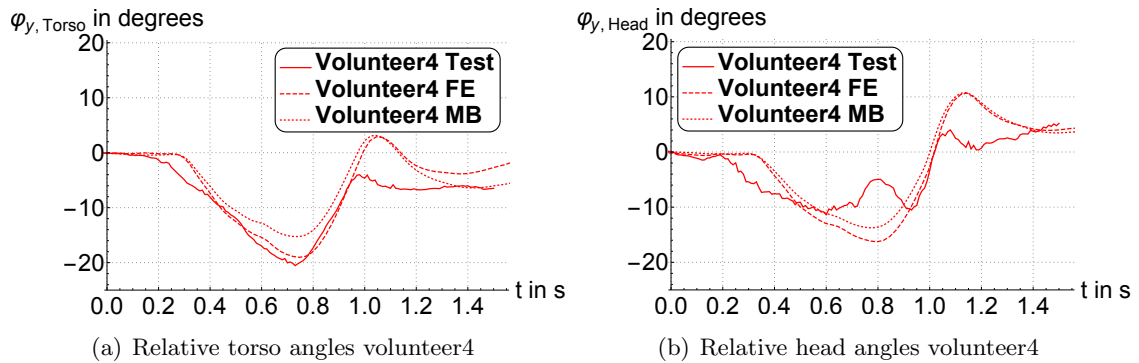 φy, Torso in degrees
20
10
0
−10
−20
Volunteer4 Test
Volunteer4 FE
Volunteer4 MB
0.0 0.2 0.4 0.6 0.8 1.0 1.2 1.4
t in s
(a) Relative torso angles volunteer4
φy, Head in degrees
20
10
0
−10
−20
Volunteer4 Test
Volunteer4 FE
Volunteer4 MB
0.0 0.2 0.4 0.6 0.8 1.0 1.2 1.4
t in s
(b) Relative head angles volunteer4